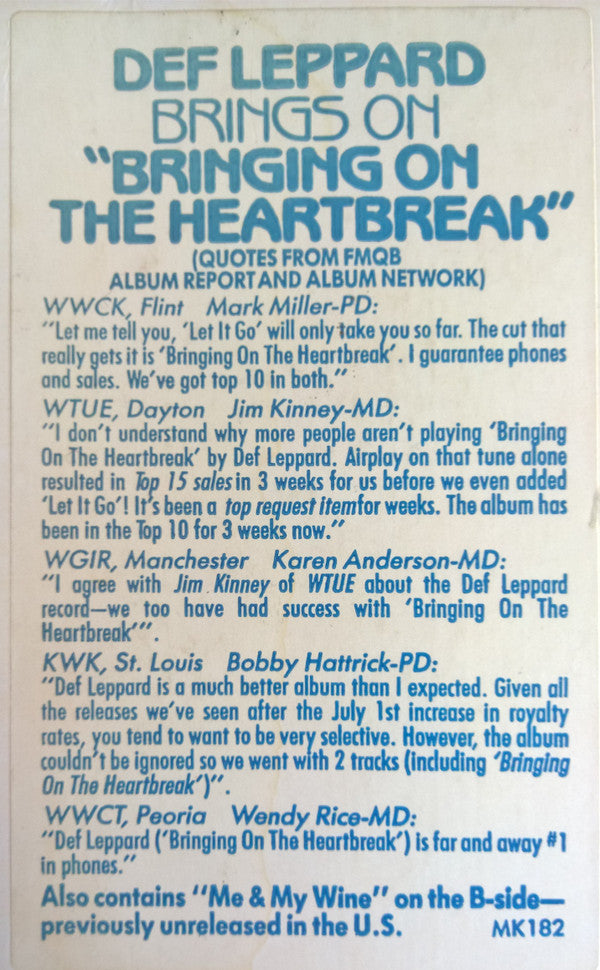 DEF LEPPARD
BRINGS ON
"BRINGING ON
THE HEARTBREAK"
(QUOTES FROM FMQB
ALBUM REPORT AND ALBUM NETWORK)
WWCK, Flint Mark Miller-PD:
"Let me tell you, 'Let It Go' will only take you so far. The cut that
really gets it is 'Bringing On The Heartbreak'. I guarantee phones
and sales. We've got top 10 in both."
WTUE, Dayton Jim Kinney-MD:
"I don't understand why more people aren't playing 'Bringing
On The Heartbreak' by Def Leppard. Airplay on that tune alone
resulted in Top 15 sales in 3 weeks for us before we even added
'Let It Go'! It's been a top request item for weeks. The album has
been in the Top 10 for 3 weeks now."
WGIR, Manchester Karen Anderson-MD:
"I agree with Jim Kinney of WTUE about the Def Leppard
record—we too have had success with 'Bringing On The
Heartbreak'".
KWK, St. Louis Bobby Hattrick-PD:
"Def Leppard is a much better album than I expected. Given all
the releases we've seen after the July 1st increase in royalty
rates, you tend to want to be very selective. However, the album
couldn't be ignored so we went with 2 tracks (including 'Bringing
On The Heartbreak')".
WWCT, Peoria Wendy Rice-MD:
"Def Leppard ('Bringing On The Heartbreak') is far and away #1
in phones."
Also contains "Me & My Wine" on the B-side—
previously unreleased in the U.S. MK182